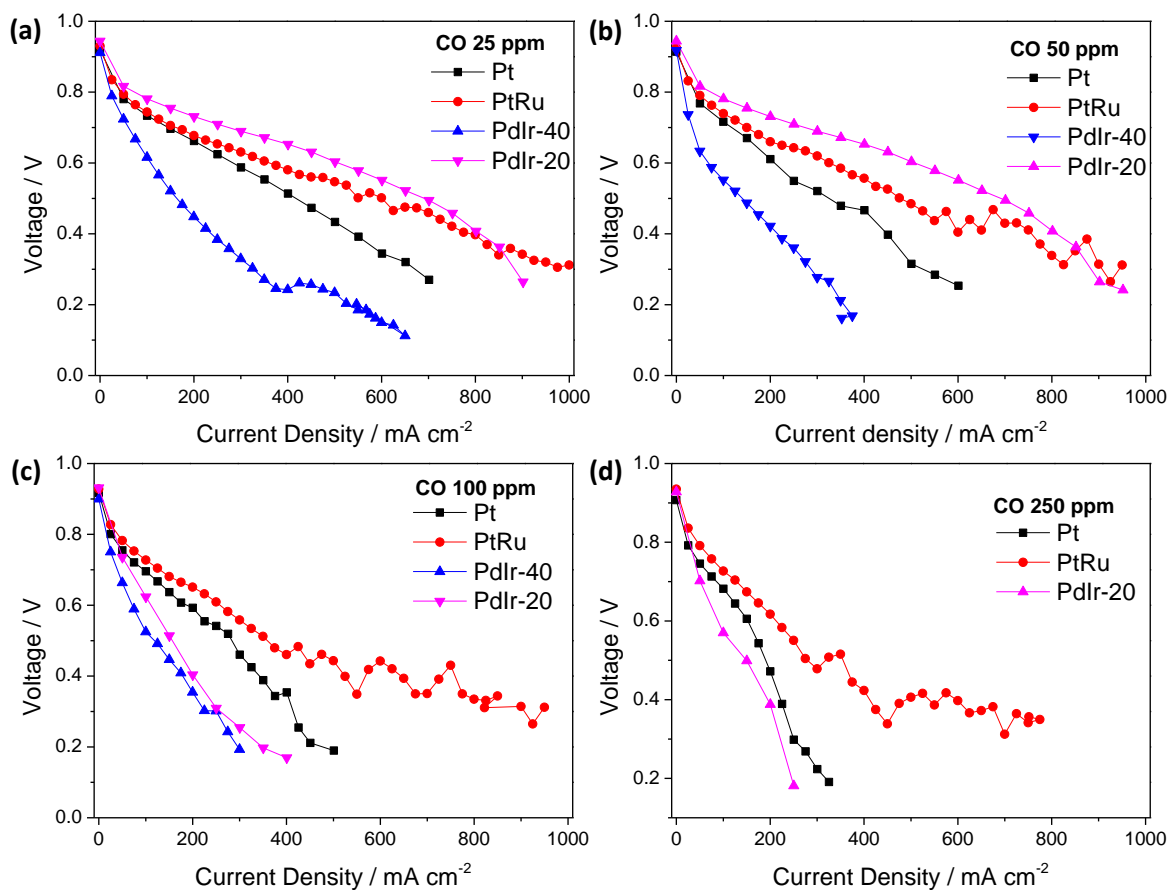 (a)
CO 25 ppm
Pt
PtRu
PdIr-40
PdIr-20
1.0
0.8
0.6
0.4
0.2
0.0
Voltage / V
0 200 400 600 800 1000
Current Density / mA cm⁻²
(b)
CO 50 ppm
Pt
PtRu
PdIr-40
PdIr-20
1.0
0.8
0.6
0.4
0.2
0.0
Voltage / V
0 200 400 600 800 1000
Current density / mA cm⁻²
(c)
CO 100 ppm
Pt
PtRu
PdIr-40
PdIr-20
1.0
0.8
0.6
0.4
0.2
0.0
Voltage / V
0 200 400 600 800 1000
Current Density / mA cm⁻²
(d)
CO 250 ppm
Pt
PtRu
PdIr-20
1.0
0.8
0.6
0.4
0.2
Voltage / V
0 200 400 600 800 1000
Current Density / mA cm⁻²